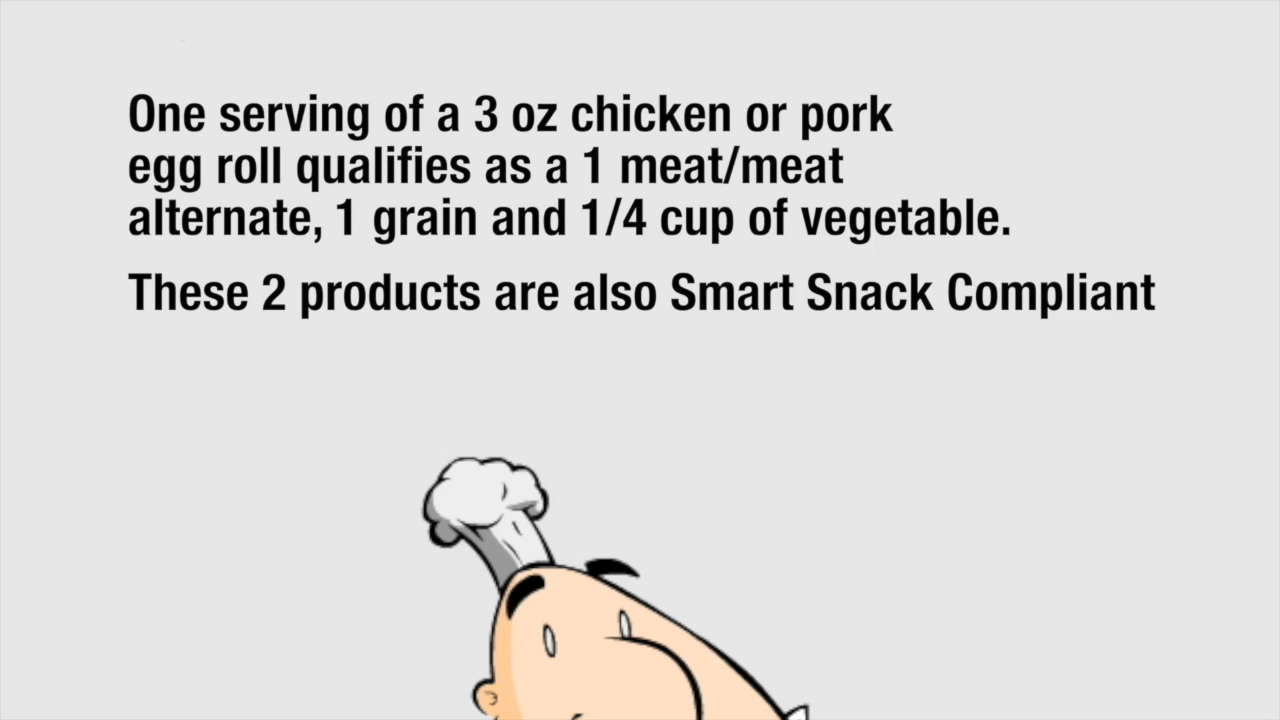 One serving of a 3 oz chicken or pork
egg roll qualifies as a 1 meat/meat
alternate, 1 grain and 1/4 cup of vegetable.
These 2 products are also Smart Snack Compliant